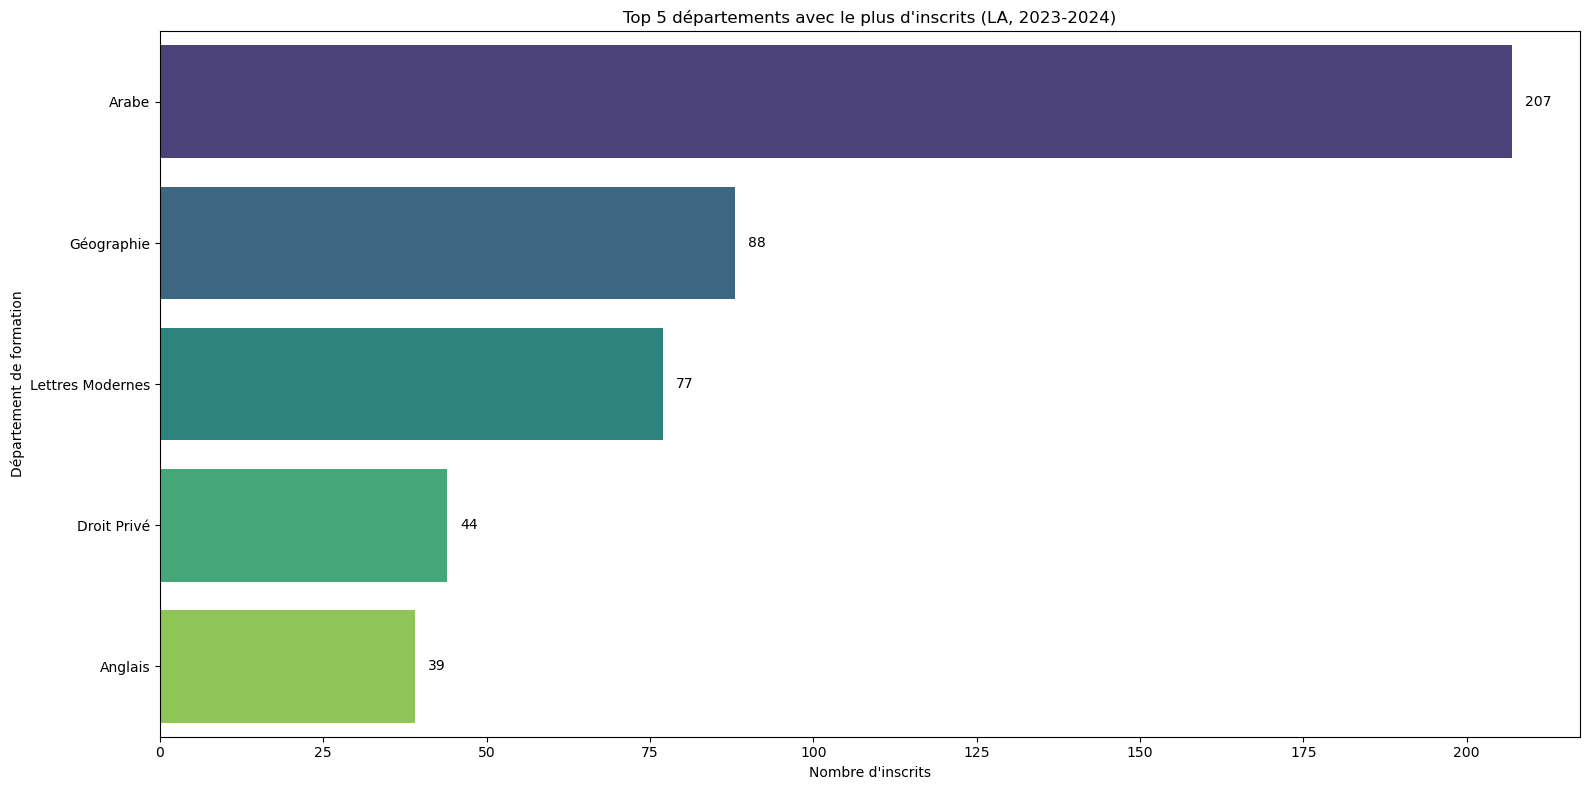 Top 5 départements avec le plus d'inscrits (LA, 2023-2024)
Département de formation
Arabe
207
Géographie
88
Lettres Modernes
77
Droit Privé
44
Anglais
39
0 25 50 75 100 125 150 175 200
Nombre d'inscrits